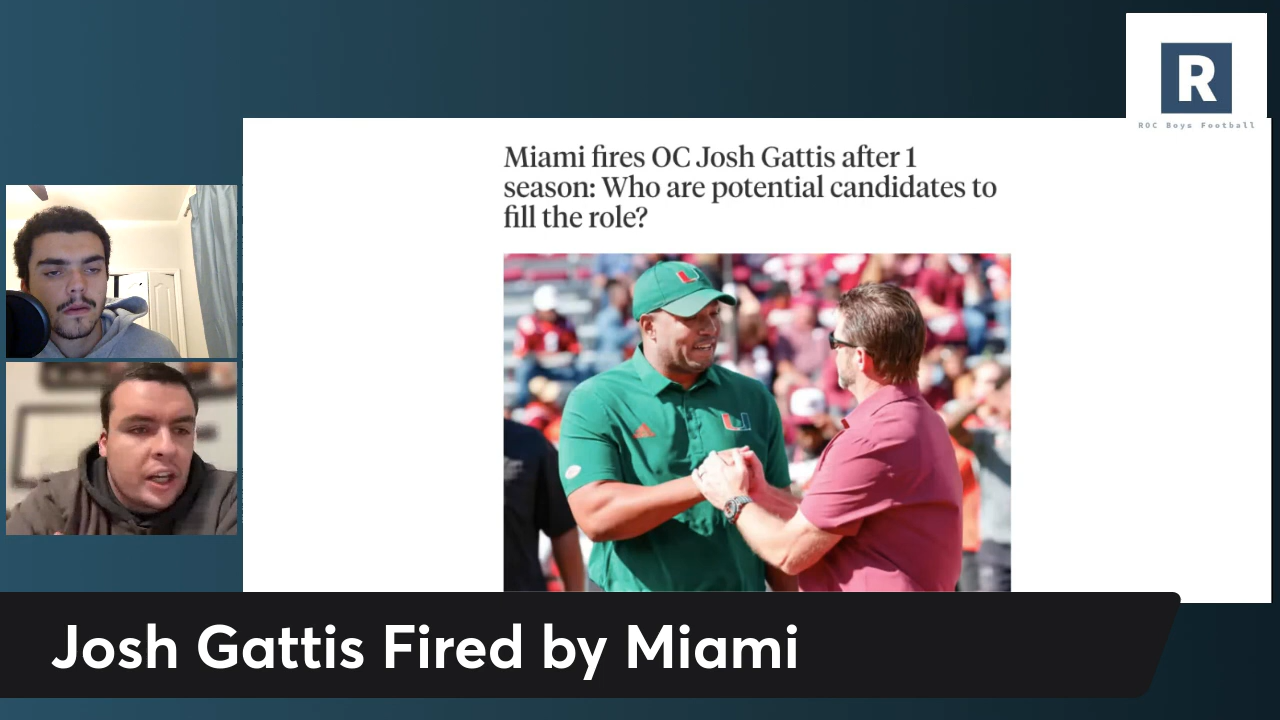 R
ROC Boys Football
Miami fires OC Josh Gattis after 1
season: Who are potential candidates to
fill the role?
Josh Gattis Fired by Miami